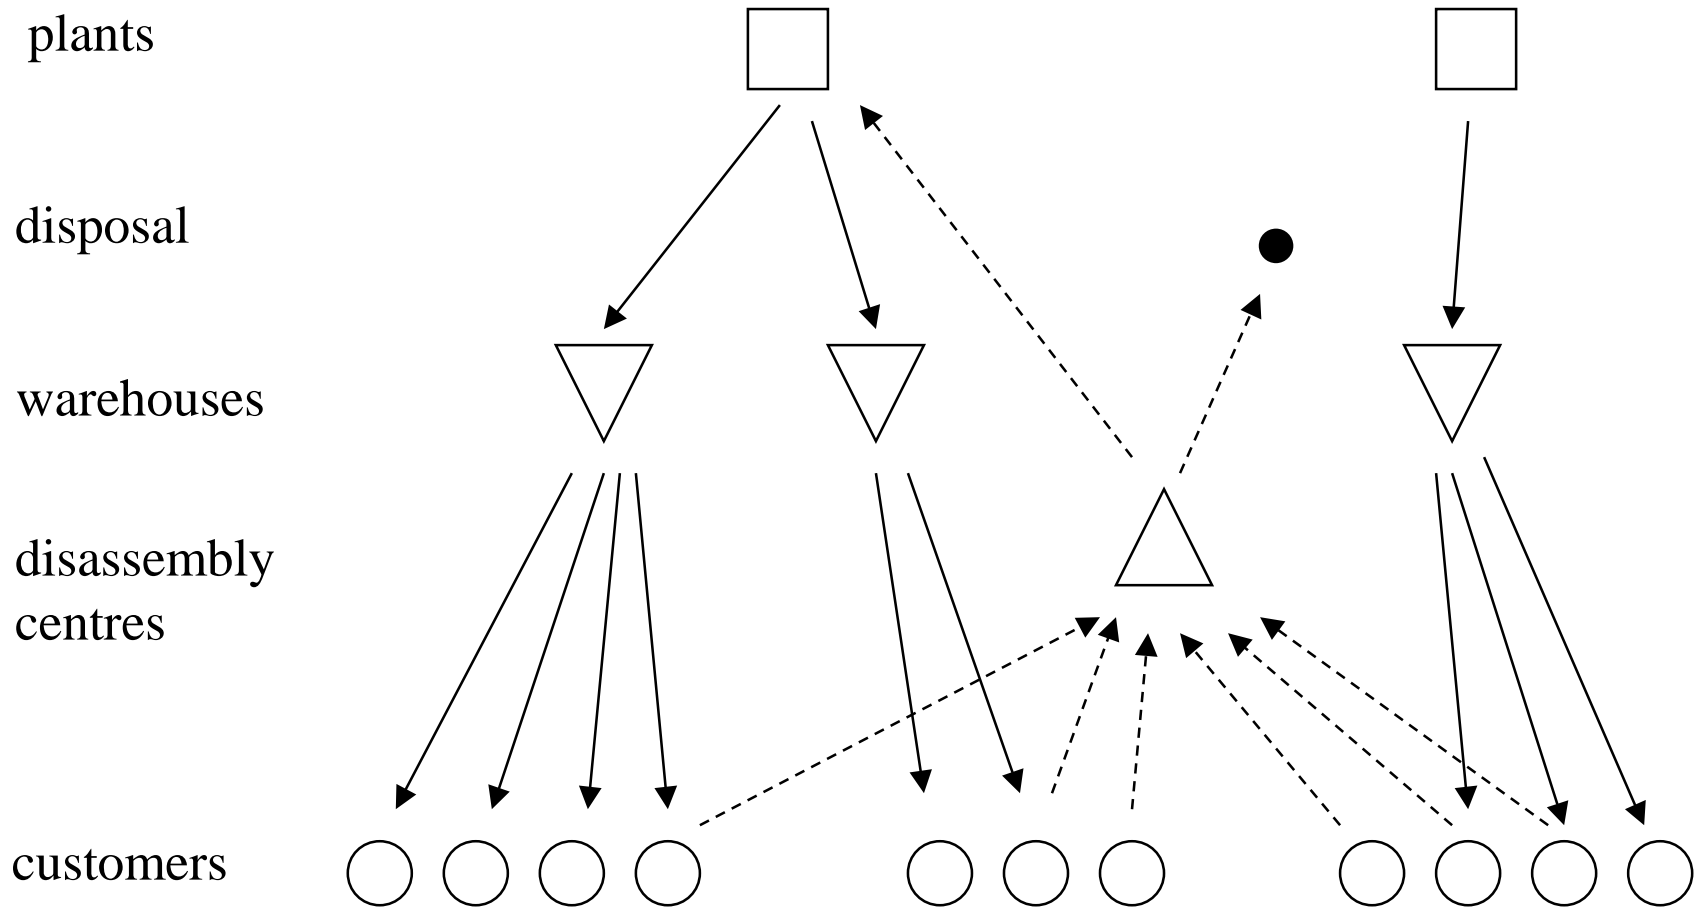 plants
disposal
warehouses
disassembly
centres
customers